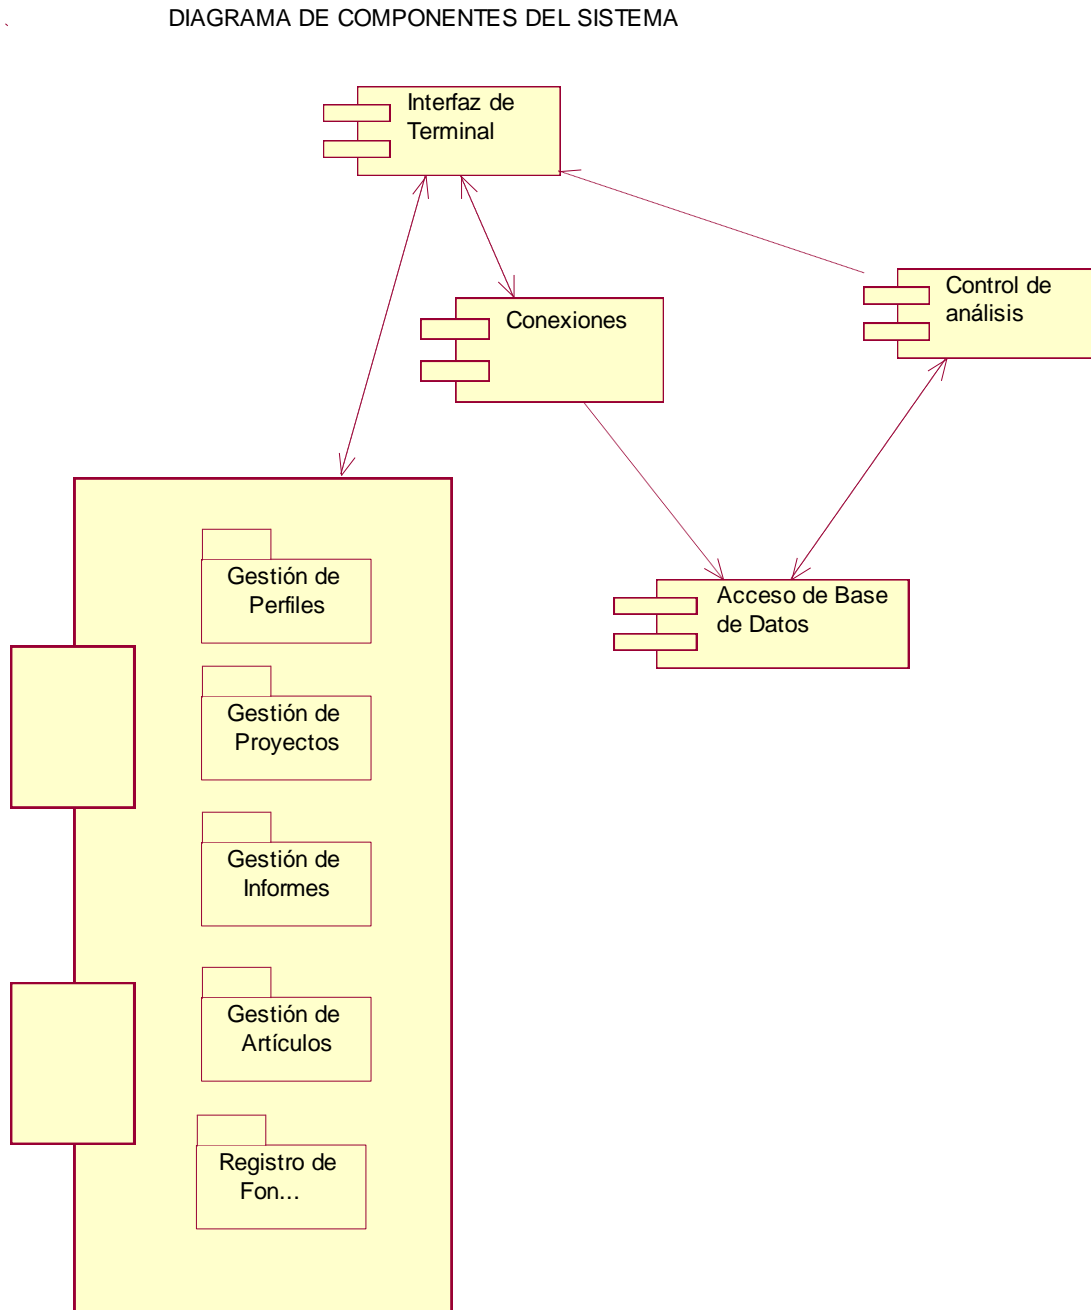 DIAGRAMA DE COMPONENTES DEL SISTEMA
Interfaz de
Terminal
Control de
análisis
Conexiones
Acceso de Base
de Datos
Gestión de
Perfiles
Gestión de
Proyectos
Gestión de
Informes
Gestión de
Artículos
Registro de
Fon...